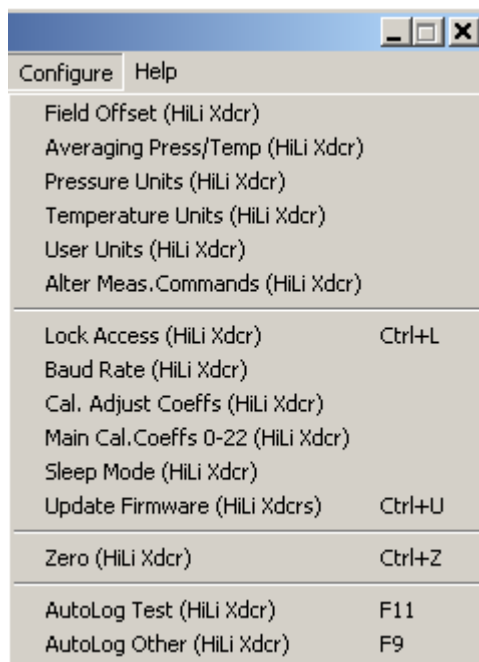 Configure Help
Field Offset (HiLi Xdcr)
Averaging Press/Temp (HiLi Xdcr)
Pressure Units (HiLi Xdcr)
Temperature Units (HiLi Xdcr)
User Units (HiLi Xdcr)
Alter Meas.Commands (HiLi Xdcr)
Lock Access (HiLi Xdcr) Ctrl+L
Baud Rate (HiLi Xdcr)
Cal. Adjust Coeffs (HiLi Xdcr)
Main Cal.Coeffs 0-22 (HiLi Xdcr)
Sleep Mode (HiLi Xdcr)
Update Firmware (HiLi Xdcrs) Ctrl+U
Zero (HiLi Xdcr) Ctrl+Z
AutoLog Test (HiLi Xdcr) F11
AutoLog Other (HiLi Xdcr) F9